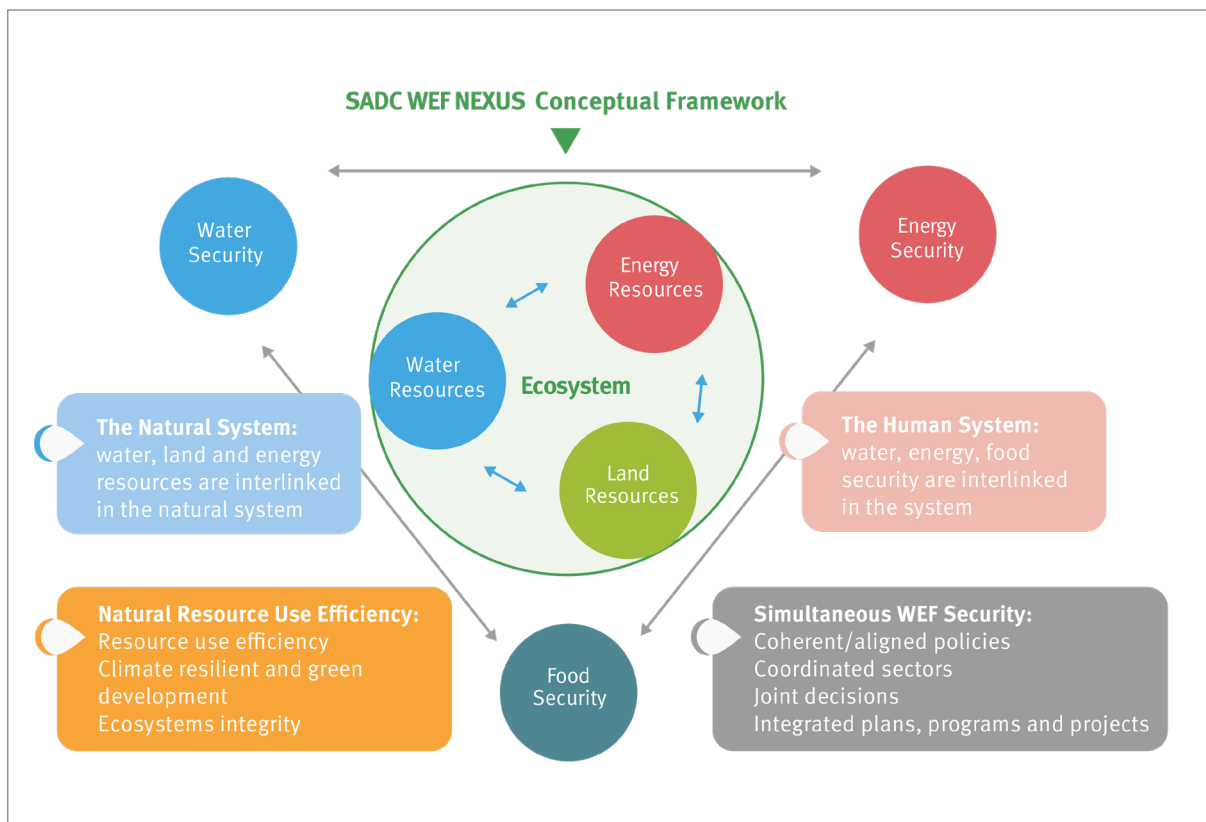 SADC WEF NEXUS Conceptual Framework
Water
Security
Energy
Security
Energy
Resources
Water
Resources
Ecosystem
Land
Resources
The Natural System:
water, land and energy
resources are interlinked
in the natural system
The Human System:
water, energy, food
security are interlinked
in the system
Natural Resource Use Efficiency:
Resource use efficiency
Climate resilient and green
development
Ecosystems integrity
Food
Security
Simultaneous WEF Security:
Coherent/aligned policies
Coordinated sectors
Joint decisions
Integrated plans, programs and projects